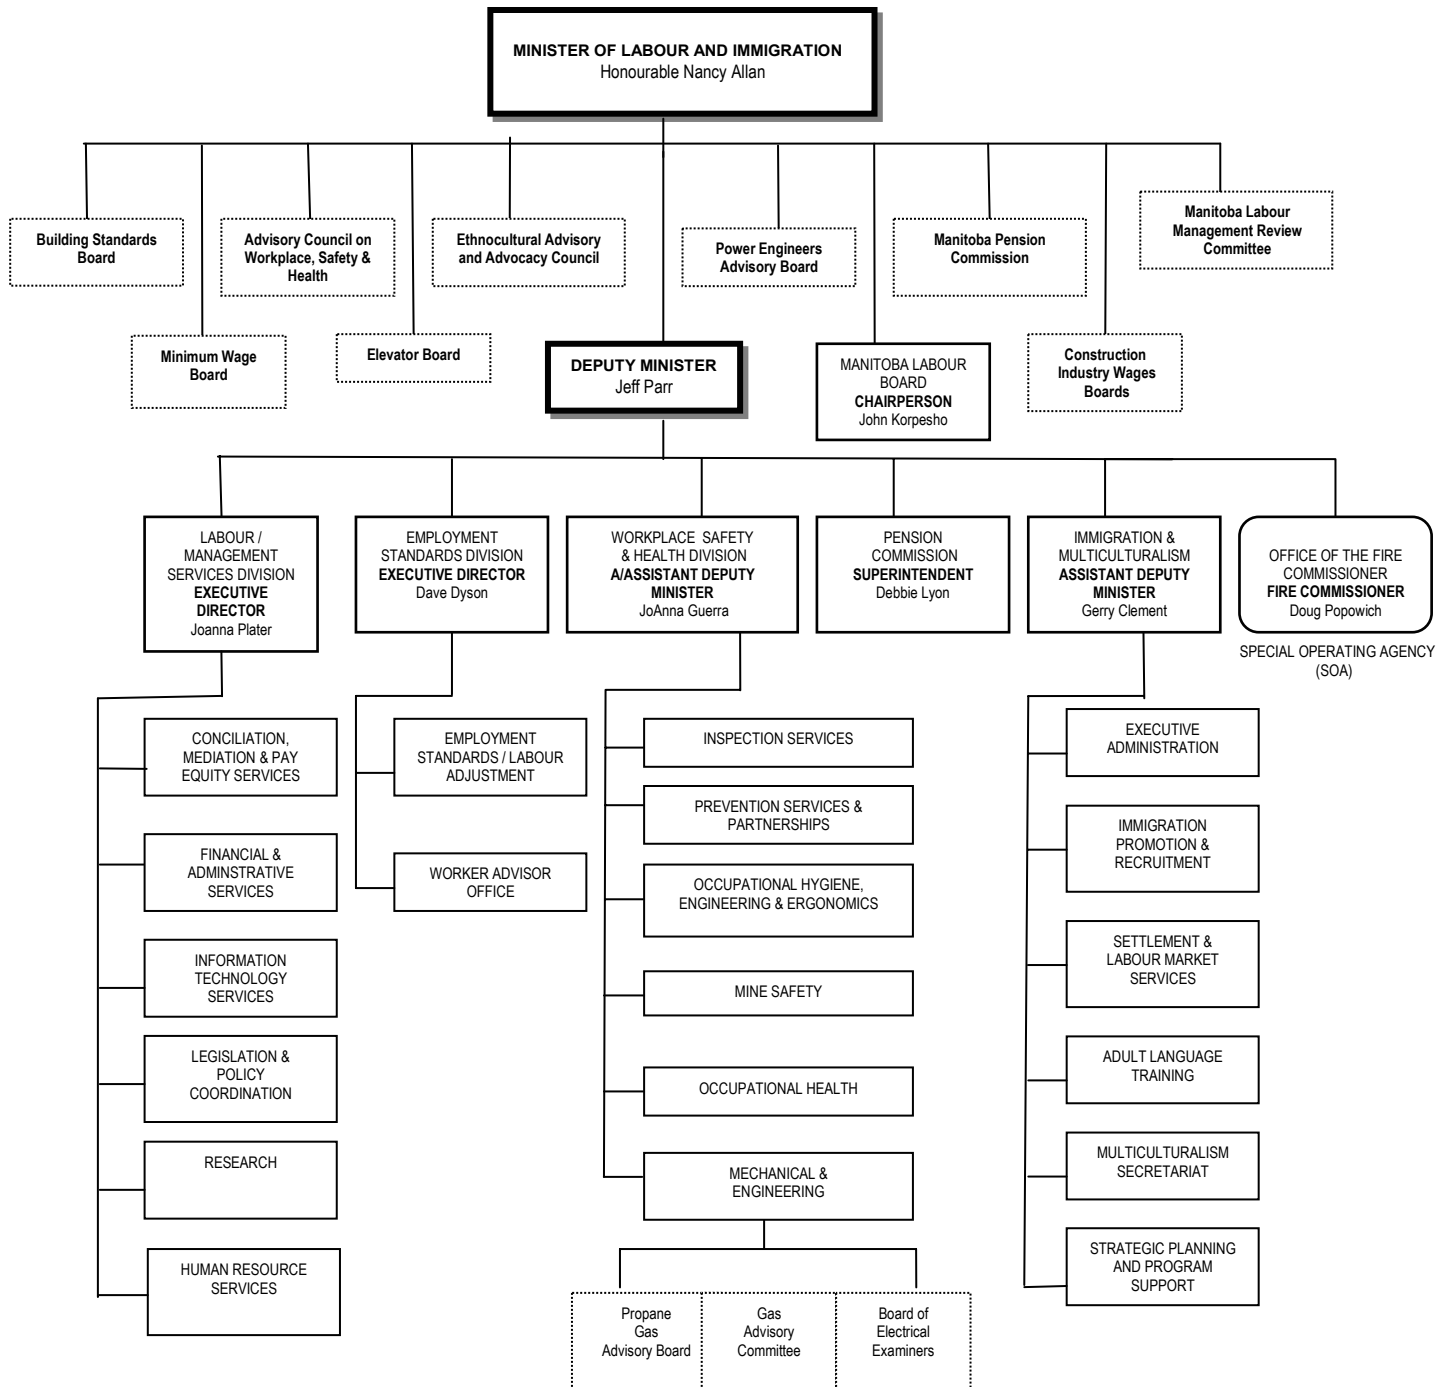 MINISTER OF LABOUR AND IMMIGRATION
Honourable Nancy Allan
Building Standards
Board
Advisory Council on
Workplace, Safety &
Health
Ethnocultural Advisory
and Advocacy Council
Power Engineers
Advisory Board
Manitoba Pension
Commission
Manitoba Labour
Management Review
Committee
Minimum Wage
Board
Elevator Board
DEPUTY MINISTER
Jeff Parr
MANITOBA LABOUR
BOARD
CHAIRPERSON
John Korpesho
Construction
Industry Wages
Boards
LABOUR /
MANAGEMENT
SERVICES DIVISION
EXECUTIVE
DIRECTOR
Joanna Plater
EMPLOYMENT
STANDARDS DIVISION
EXECUTIVE DIRECTOR
Dave Dyson
WORKPLACE SAFETY
& HEALTH DIVISION
A/ASSISTANT DEPUTY
MINISTER
JoAnna Guerra
PENSION
COMMISSION
SUPERINTENDENT
Debbie Lyon
IMMIGRATION &
MULTICULTURALISM
ASSISTANT DEPUTY
MINISTER
Gerry Clement
OFFICE OF THE FIRE
COMMISSIONER
FIRE COMMISSIONER
Doug Popowich
SPECIAL OPERATING AGENCY
(SOA)
CONCILIATION,
MEDIATION & PAY
EQUITY SERVICES
FINANCIAL &
ADMINSTRATIVE
SERVICES
INFORMATION
TECHNOLOGY
SERVICES
LEGISLATION &
POLICY
COORDINATION
RESEARCH
HUMAN RESOURCE
SERVICES
EMPLOYMENT
STANDARDS / LABOUR
ADJUSTMENT
WORKER ADVISOR
OFFICE
INSPECTION SERVICES
PREVENTION SERVICES &
PARTNERSHIPS
OCCUPATIONAL HYGIENE,
ENGINEERING & ERGONOMICS
MINE SAFETY
OCCUPATIONAL HEALTH
MECHANICAL &
ENGINEERING
Propane
Gas
Advisory Board
Gas
Advisory
Committee
Board of
Electrical
Examiners
EXECUTIVE
ADMINISTRATION
IMMIGRATION
PROMOTION &
RECRUITMENT
SETTLEMENT &
LABOUR MARKET
SERVICES
ADULT LANGUAGE
TRAINING
MULTICULTURALISM
SECRETARIAT
STRATEGIC PLANNING
AND PROGRAM
SUPPORT